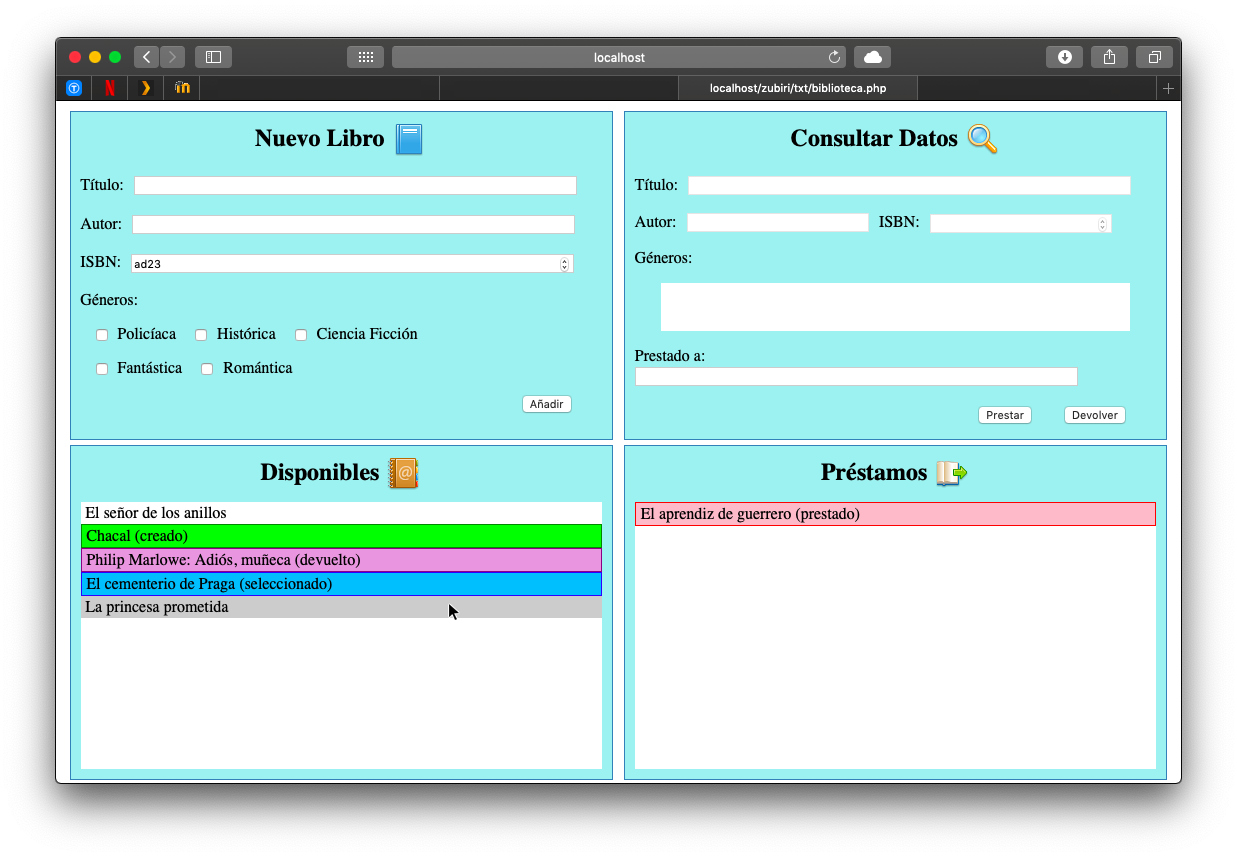 localhost
localhost/zubiri/txt/biblioteca.php
Nuevo Libro
Título:
Autor:
ISBN: ad23
Géneros:
Policíaca Histórica Ciencia Ficción
Fantástica Romántica
Añadir
Consultar Datos
Título:
Autor: ISBN:
Géneros:
Prestado a:
Prestar Devolver
Disponibles
El señor de los anillos
Chacal (creado)
Philip Marlowe: Adiós, muñeca (devuelto)
El cementerio de Praga (seleccionado)
La princesa prometida
Préstamos
El aprendiz de guerrero (prestado)